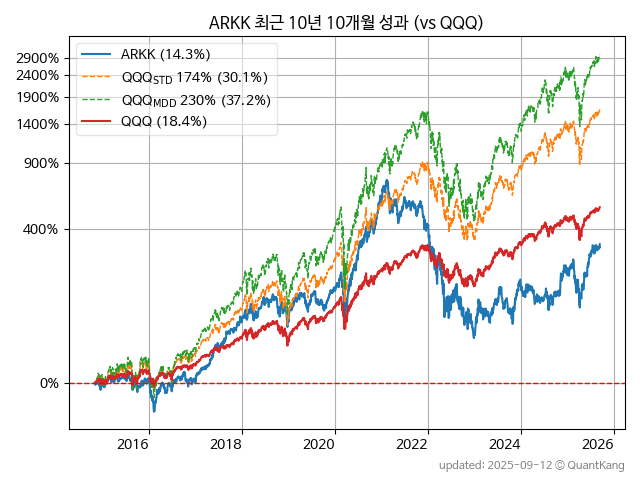 ARKK 최근 10년 10개월 성과 (vs QQQ)
ARKK (14.3%)
QQQSTD 174% (30.1%)
QQQMDD 230% (37.2%)
QQQ (18.4%)
2900%
2400%
1900%
1400%
900%
400%
0%
2016 2018 2020 2022 2024 2026
updated: 2025-09-12 © QuantKang